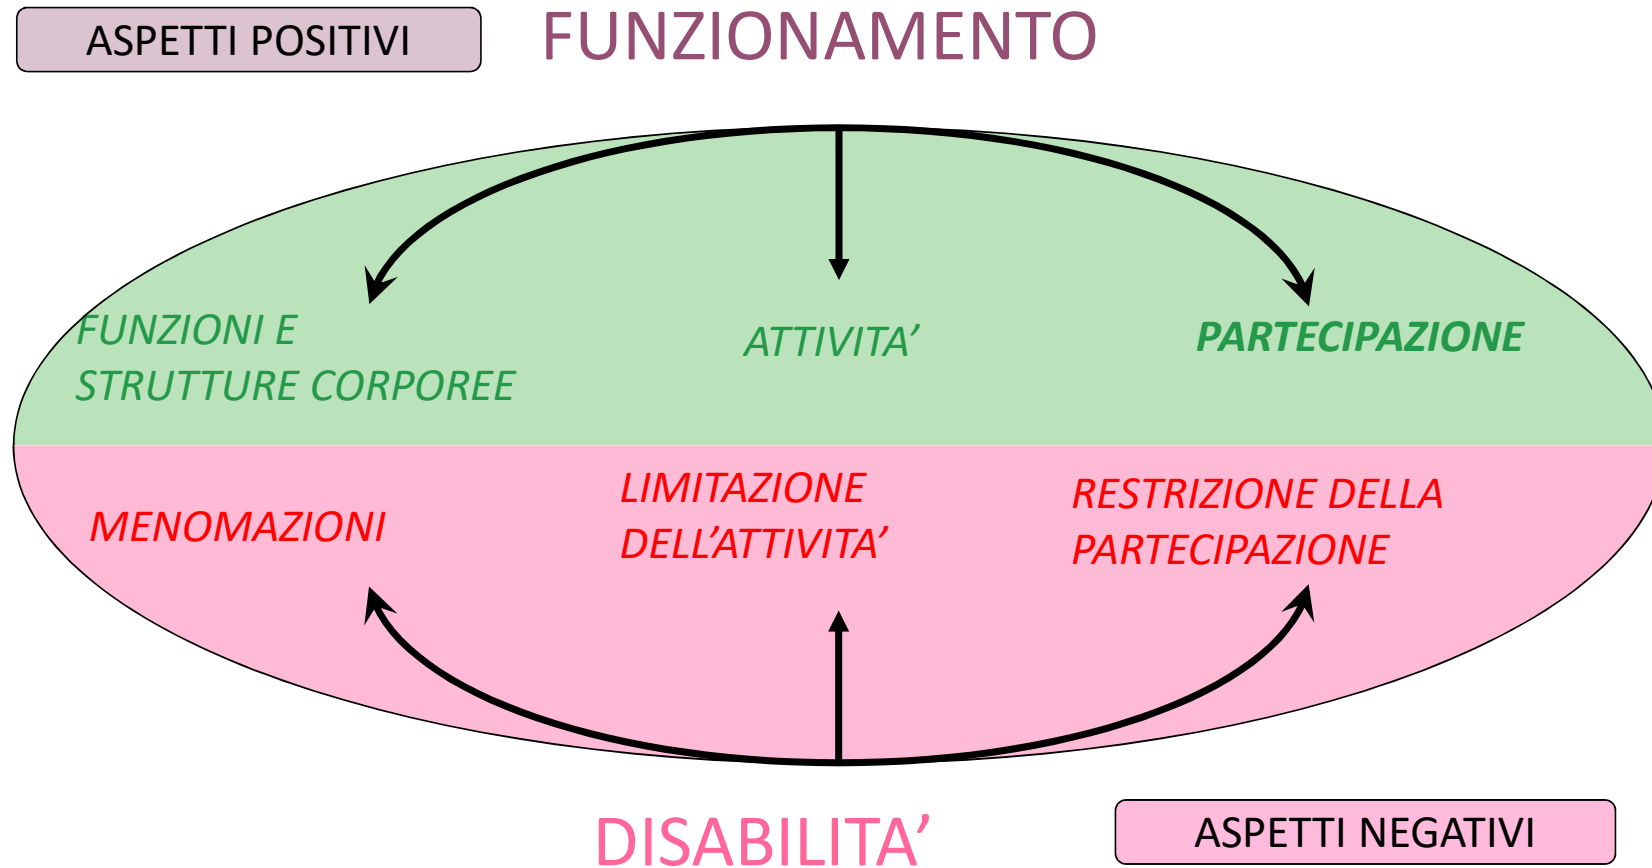 ASPETTI POSITIVI
FUNZIONAMENTO
FUNZIONI E
STRUTTURE CORPOREE
ATTIVITA’
PARTECIPAZIONE
MENOMAZIONI
LIMITAZIONE
DELL’ATTIVITA’
RESTRIZIONE DELLA
PARTECIPAZIONE
DISABILITA’
ASPETTI NEGATIVI